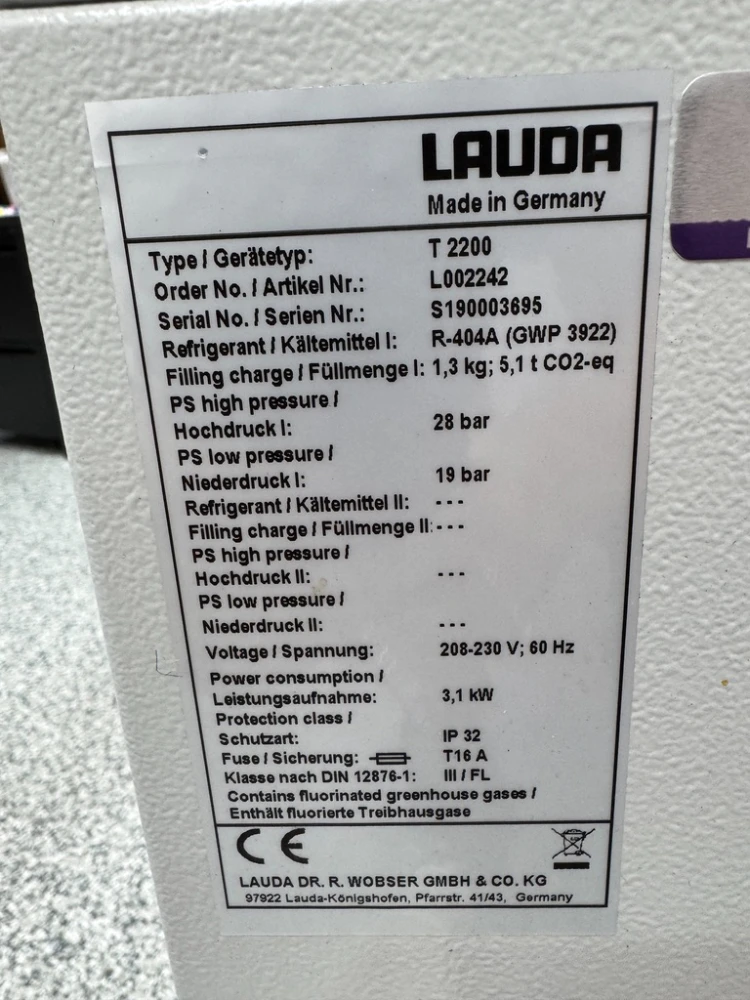 LAUDA
Made in Germany
Type / Gerätetyp: T 2200
Order No. / Artikel Nr.: L002242
Serial No. / Serien Nr.: S190003695
Refrigerant / Kältemittel I: R-404A (GWP 3922)
Filling charge / Füllmenge I: 1,3 kg; 5,1 t CO2-eq
PS high pressure /
Hochdruck I: 28 bar
PS low pressure /
Niederdruck I: 19 bar
Refrigerant / Kältemittel II: ---
Filling charge / Füllmenge II: ---
PS high pressure /
Hochdruck II: ---
PS low pressure /
Niederdruck II: ---
Voltage / Spannung: 208-230 V; 60 Hz
Power consumption /
Leistungsaufnahme: 3,1 kW
Protection class /
Schutzart: IP 32
Fuse / Sicherung: T16 A
Klasse nach DIN 12876-1: III / FL
Contains fluorinated greenhouse gases /
Enthält fluorierte Treibhausgase
CE
LAUDA DR. R. WOBSER GMBH & CO. KG
97922 Lauda-Königshofen, Pfarrstr. 41/43, Germany